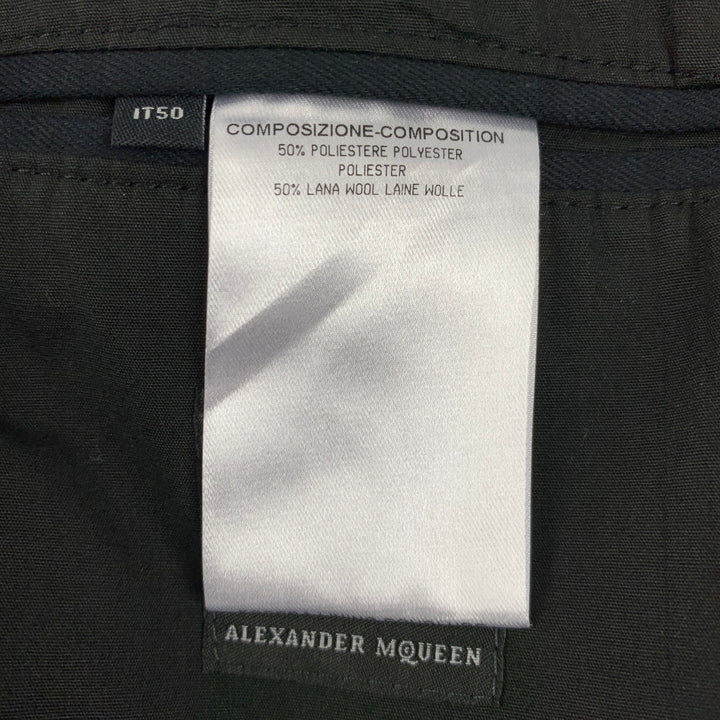 IT50
COMPOSIZIONE-COMPOSITION
50% POLIESTERE POLYESTER
POLIESTER
50% LANA WOOL LAINE WOLLE
ALEXANDER MQUEEN